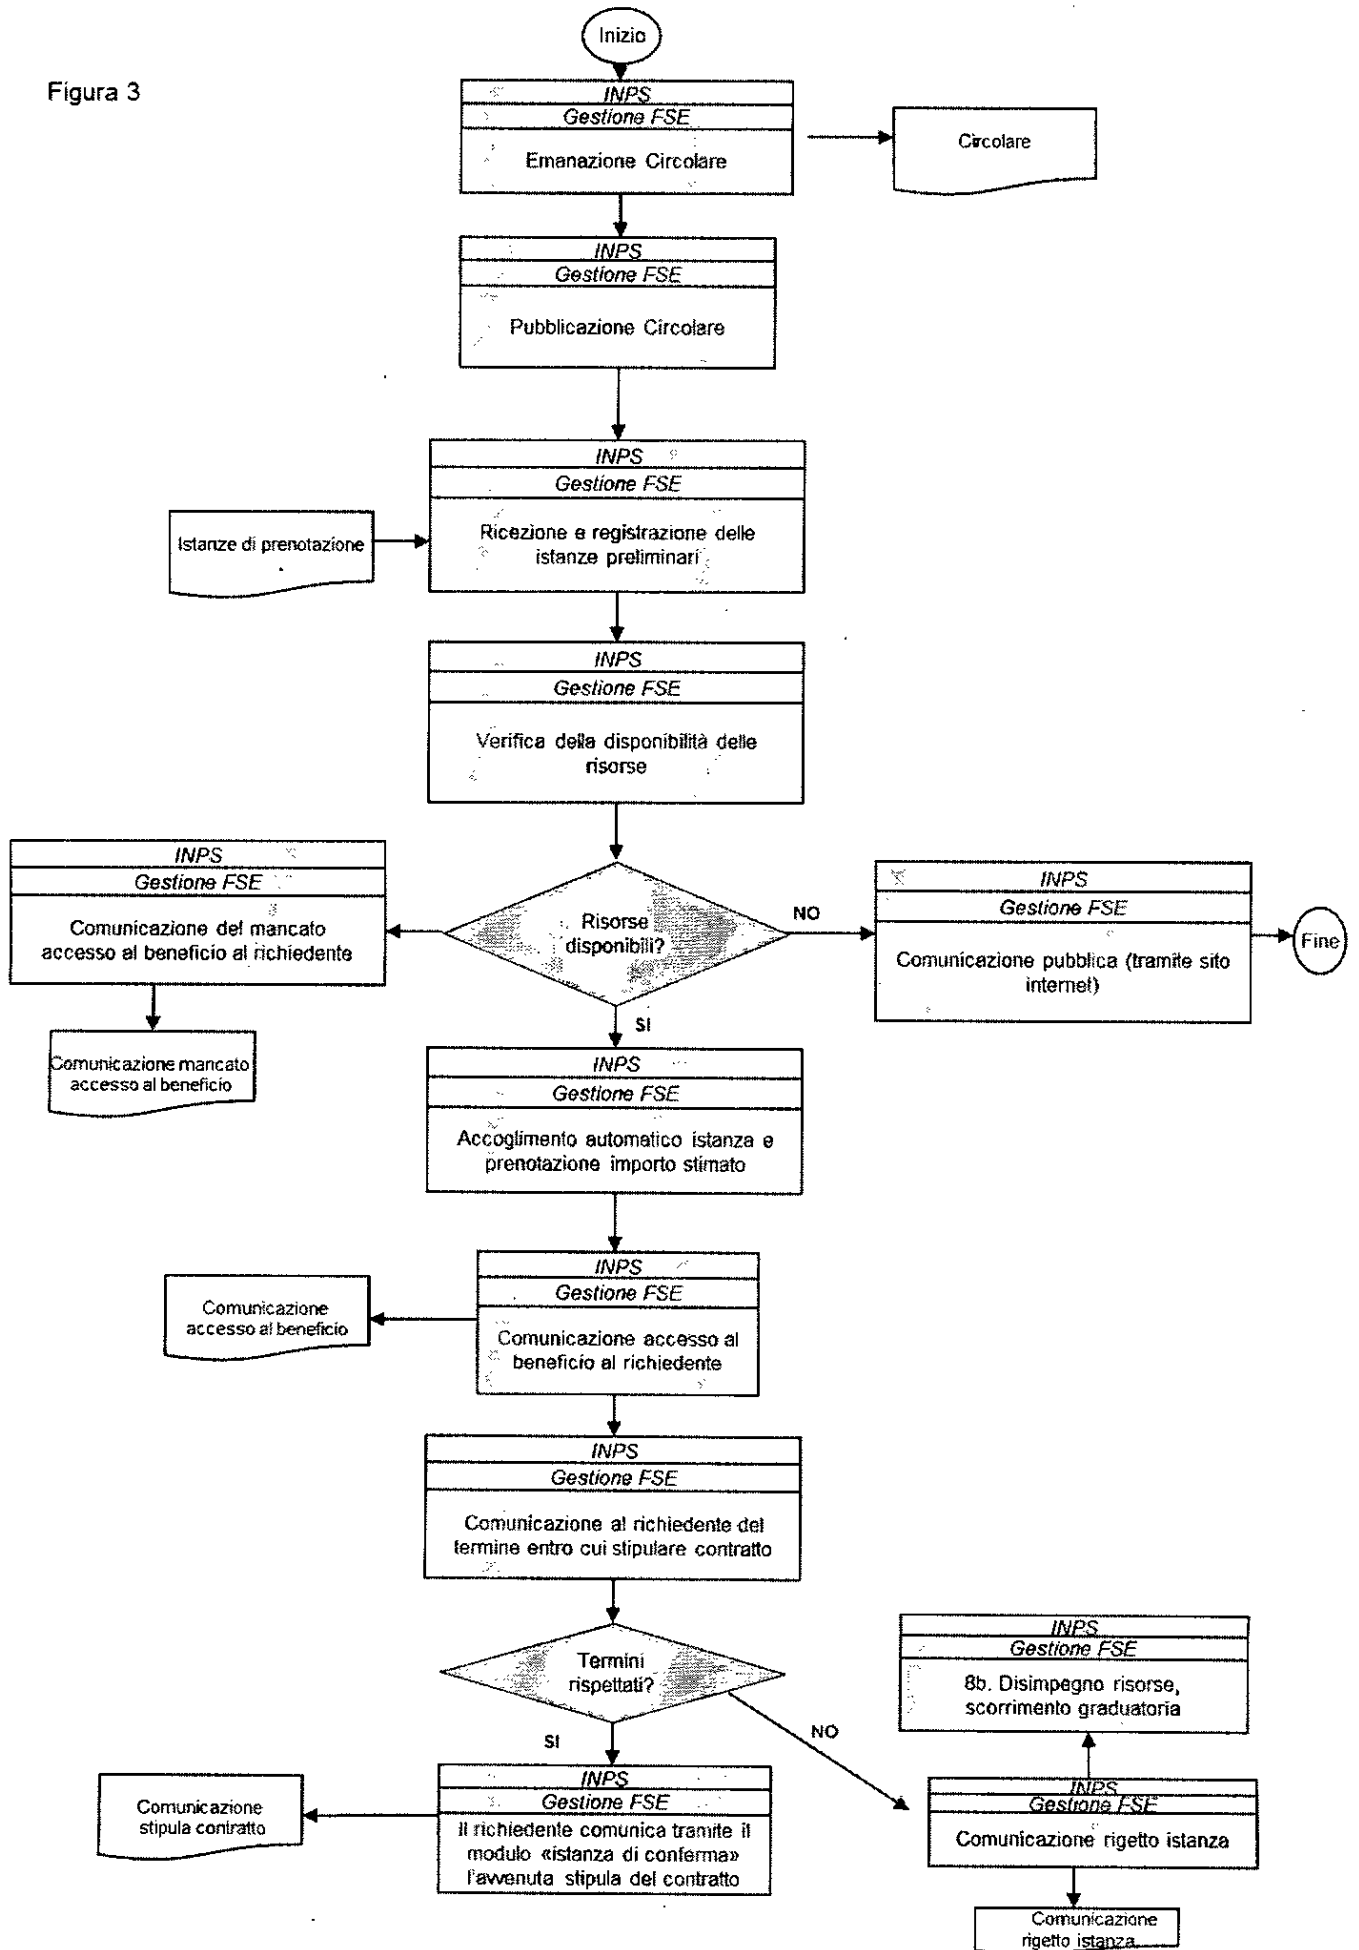 Inizio
Figura 3
INPS
Gestione FSE
Emanazione Circolare
Circolare
INPS
Gestione FSE
Pubblicazione Circolare
INPS
Gestione FSE
Ricezione e registrazione delle
istanze preliminari
Istanze di prenotazione
INPS
Gestione FSE
Verifica della disponibilità delle
risorse
INPS
Gestione FSE
Comunicazione del mancato
accesso al beneficio al richiedente
Risorse
disponibili?
NO
INPS
Gestione FSE
Comunicazione pubblica (tramite sito
internet)
Fine
SI
Comunicazione mancato
accesso al beneficio
INPS
Gestione FSE
Accoglimento automatico istanza e
prenotazione importo stimato
INPS
Gestione FSE
Comunicazione accesso al
beneficio al richiedente
Comunicazione
accesso al beneficio
INPS
Gestione FSE
Comunicazione al richiedente del
termine entro cui stipulare contratto
Termini
rispettati?
NO
SI
INPS
Gestione FSE
8b. Disimpegno risorse,
scorrimento graduatoria
INPS
Gestione FSE
Il richiedente comunica tramite il
modulo «istanza di conferma»
l'avvenuta stipula del contratto
Comunicazione
stipula contratto
INPS
Gestione FSE
Comunicazione rigetto istanza
Comunicazione
rigetto istanza